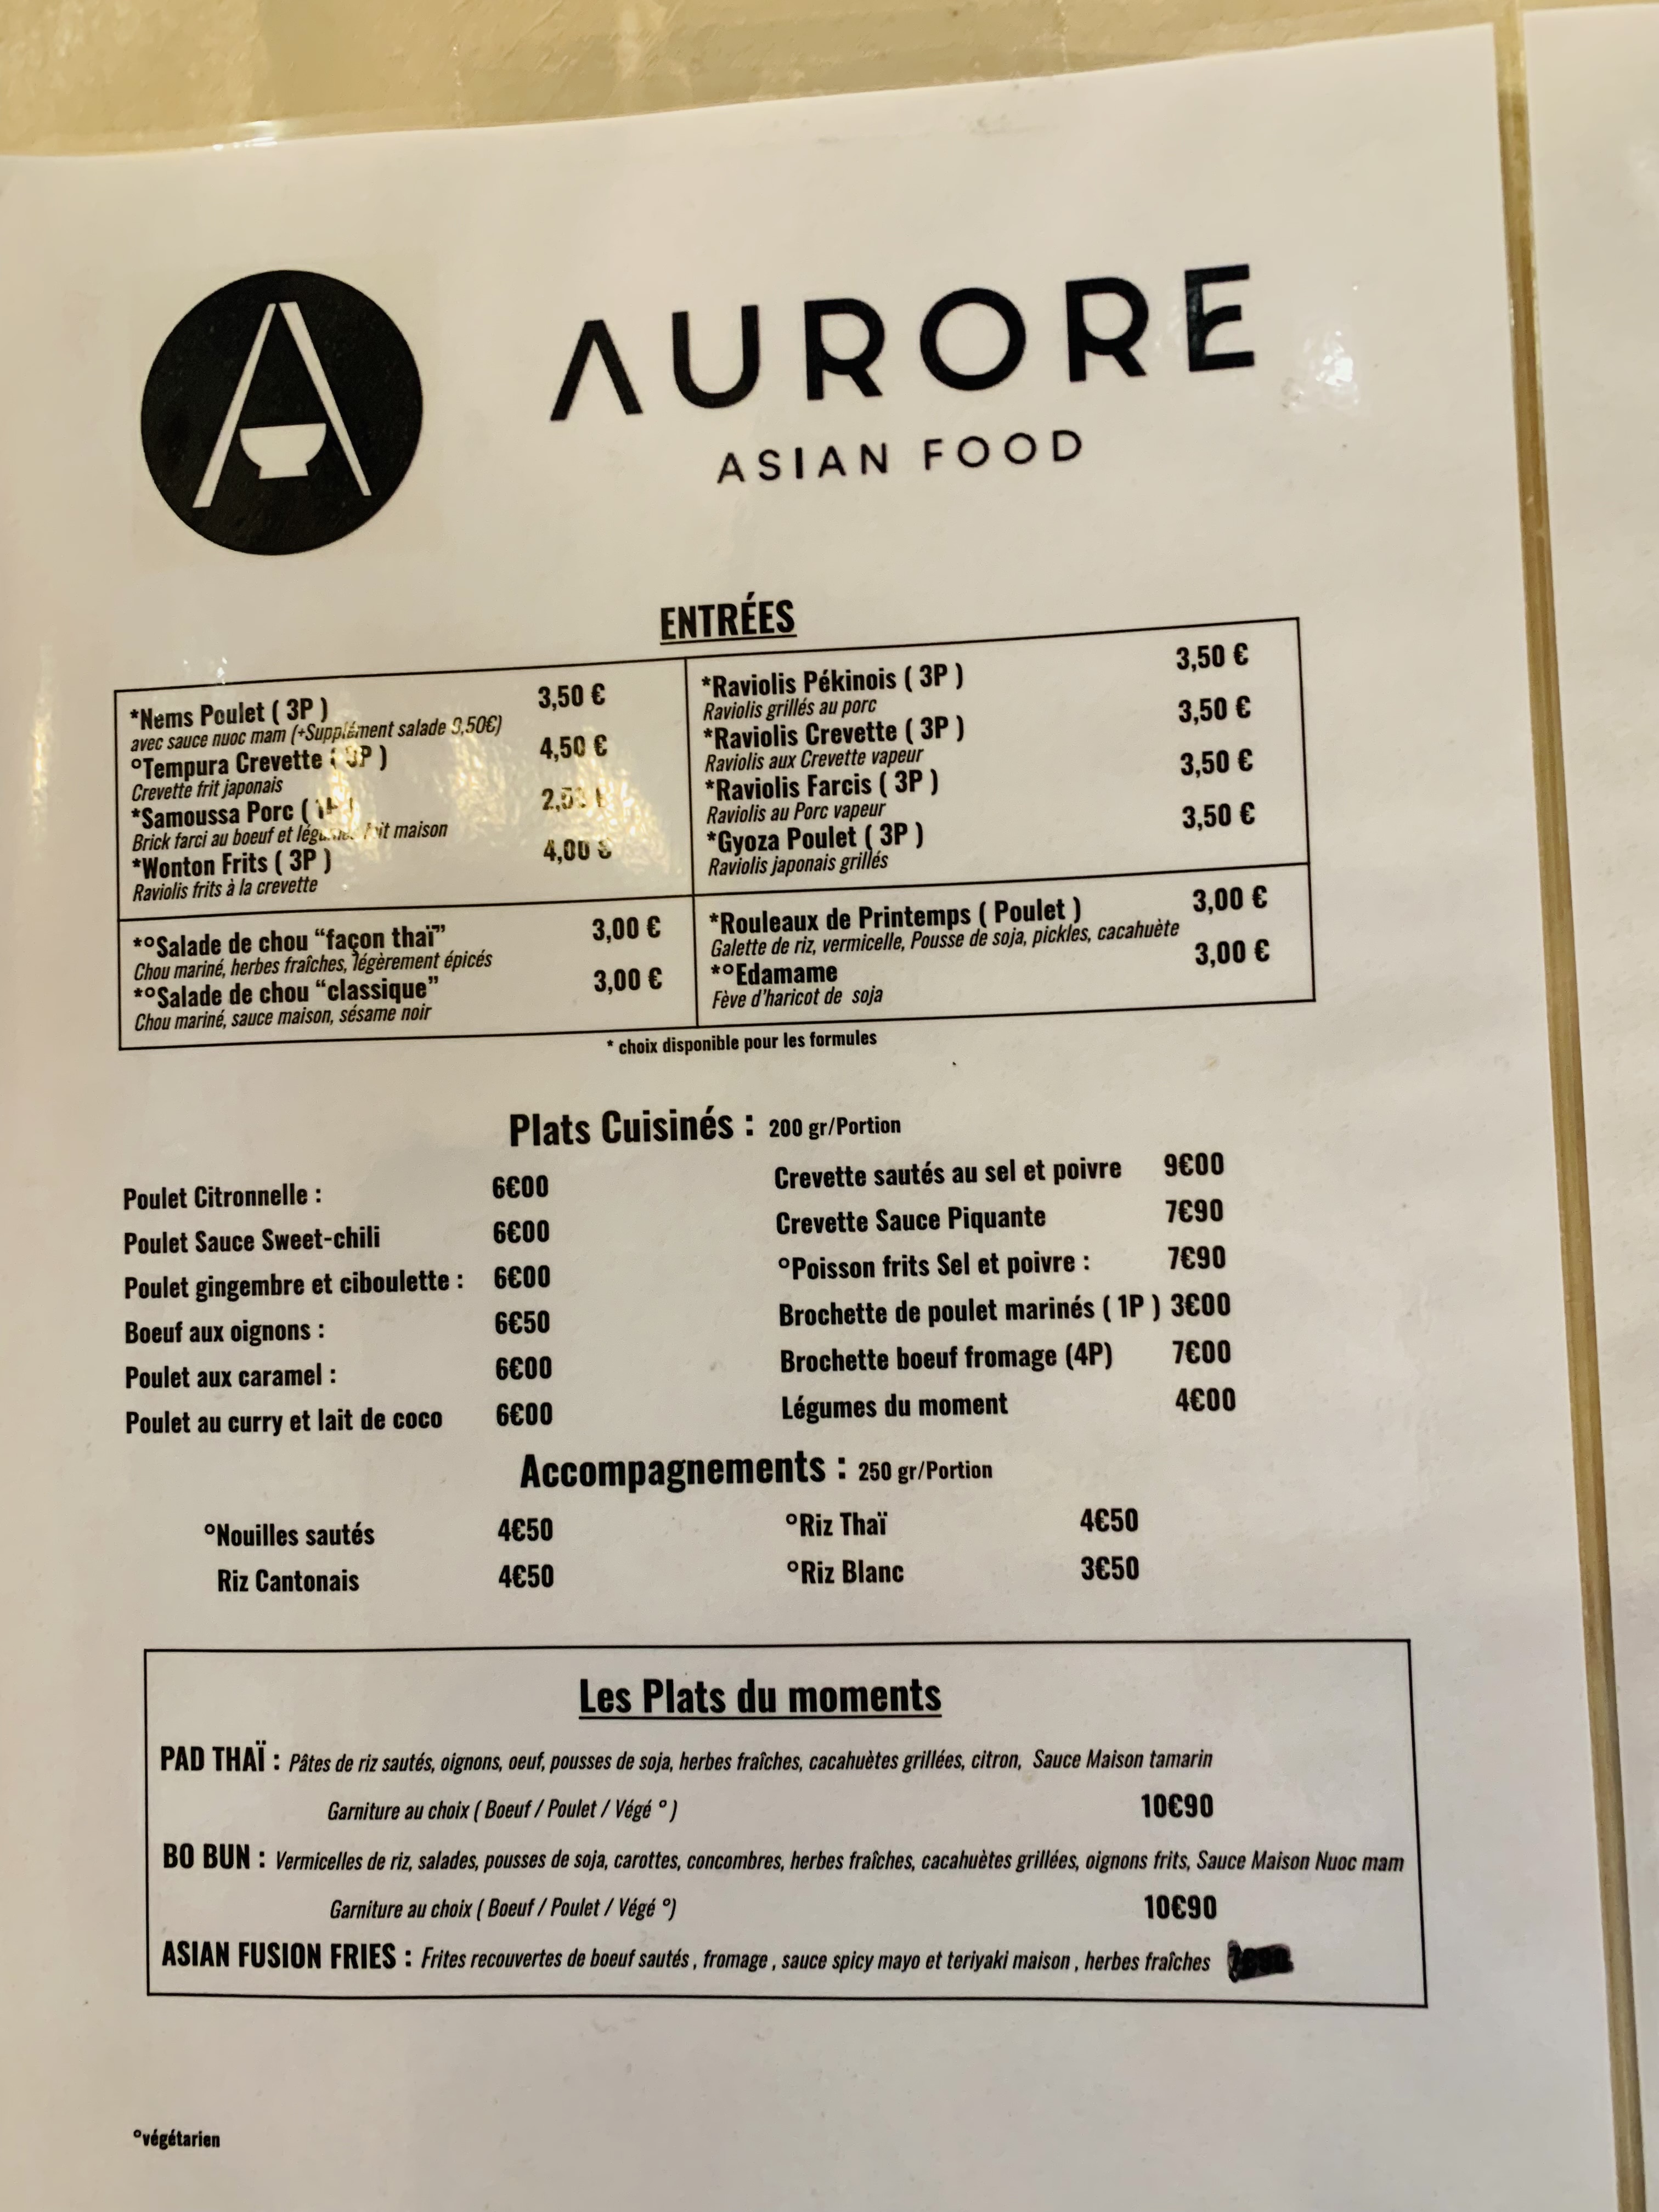 AURORE
ASIAN FOOD
ENTRÉES
*Nems Poulet ( 3P ) 3,50 €
avec sauce nuoc mam (+Supplément salade 0,50€)
°Tempura Crevette ( 3P ) 4,50 €
Crevette frit japonais
*Samoussa Porc
Brick farci au boeuf et légumes fait maison
*Wonton Frits ( 3P ) 4,00 €
Raviolis frits à la crevette
*Raviolis Pékinois ( 3P ) 3,50 €
Raviolis grillés au porc
*Raviolis Crevette ( 3P ) 3,50 €
Raviolis aux Crevette vapeur
*Raviolis Farcis ( 3P ) 3,50 €
Raviolis au Porc vapeur
*Gyoza Poulet ( 3P ) 3,50 €
Raviolis japonais grillés
*°Salade de chou “façon thaï” 3,00 €
Chou mariné, herbes fraîches, légèrement épicés
*°Salade de chou “classique” 3,00 €
Chou mariné, sauce maison, sésame noir
*Rouleaux de Printemps ( Poulet ) 3,00 €
Galette de riz, vermicelle, Pousse de soja, pickles, cacahuète
*°Edamame 3,00 €
Fève d'haricot de soja
* choix disponible pour les formules
Plats Cuisinés : 200 gr/Portion
Poulet Citronnelle : 6€00
Poulet Sauce Sweet-chili 6€00
Poulet gingembre et ciboulette : 6€00
Boeuf aux oignons : 6€50
Poulet aux caramel : 6€00
Poulet au curry et lait de coco 6€00
Crevette sautés au sel et poivre 9€00
Crevette Sauce Piquante 7€90
°Poisson frits Sel et poivre : 7€90
Brochette de poulet marinés ( 1P ) 3€00
Brochette boeuf fromage (4P) 7€00
Légumes du moment 4€00
Accompagnements : 250 gr/Portion
°Nouilles sautés 4€50
Riz Cantonais 4€50
°Riz Thaï 4€50
°Riz Blanc 3€50
Les Plats du moments
PAD THAÏ : Pâtes de riz sautés, oignons, oeuf, pousses de soja, herbes fraîches, cacahuètes grillées, citron, Sauce Maison tamarin
Garniture au choix ( Boeuf / Poulet / Végé ° ) 10€90
BO BUN : Vermicelles de riz, salades, pousses de soja, carottes, concombres, herbes fraîches, cacahuètes grillées, oignons frits, Sauce Maison Nuoc mam
Garniture au choix ( Boeuf / Poulet / Végé °) 10€90
ASIAN FUSION FRIES : Frites recouvertes de boeuf sautés , fromage , sauce spicy mayo et teriyaki maison , herbes fraîches
°végétarien